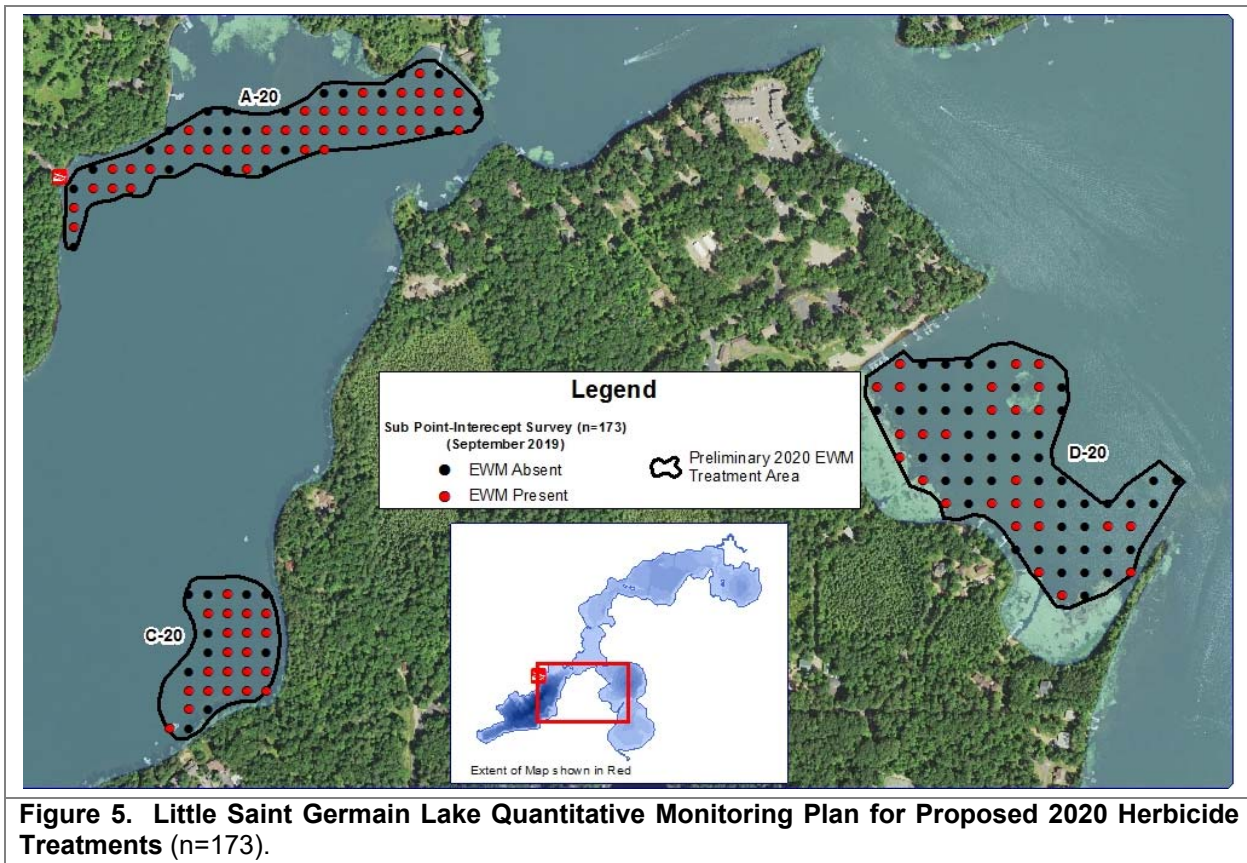 A-20
D-20
C-20
Legend
Sub Point-Intercept Survey (n=173)
(September 2019)
EWM Absent
EWM Present
Preliminary 2020 EWM
Treatment Area
Extent of Map shown in Red
Figure 5. Little Saint Germain Lake Quantitative Monitoring Plan for Proposed 2020 Herbicide
Treatments (n=173).